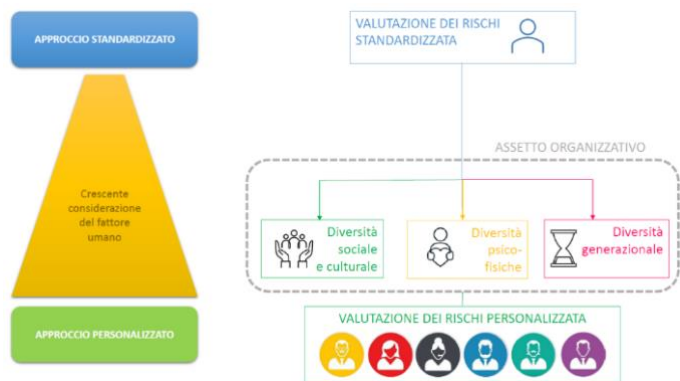 APPROCCIO STANDARDIZZATO
Crescente
considerazione
del fattore
umano
APPROCCIO PERSONALIZZATO
VALUTAZIONE DEI RISCHI
STANDARDIZZATA
ASSETTO ORGANIZZATIVO
Diversità
sociale
e culturale
Diversità
psico-
fisiche
Diversità
generazionale
VALUTAZIONE DEI RISCHI PERSONALIZZATA